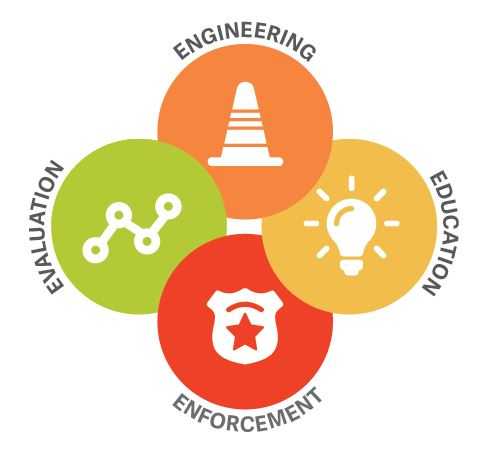 ENGINEERING
EVALUATION
EDUCATION
ENFORCEMENT